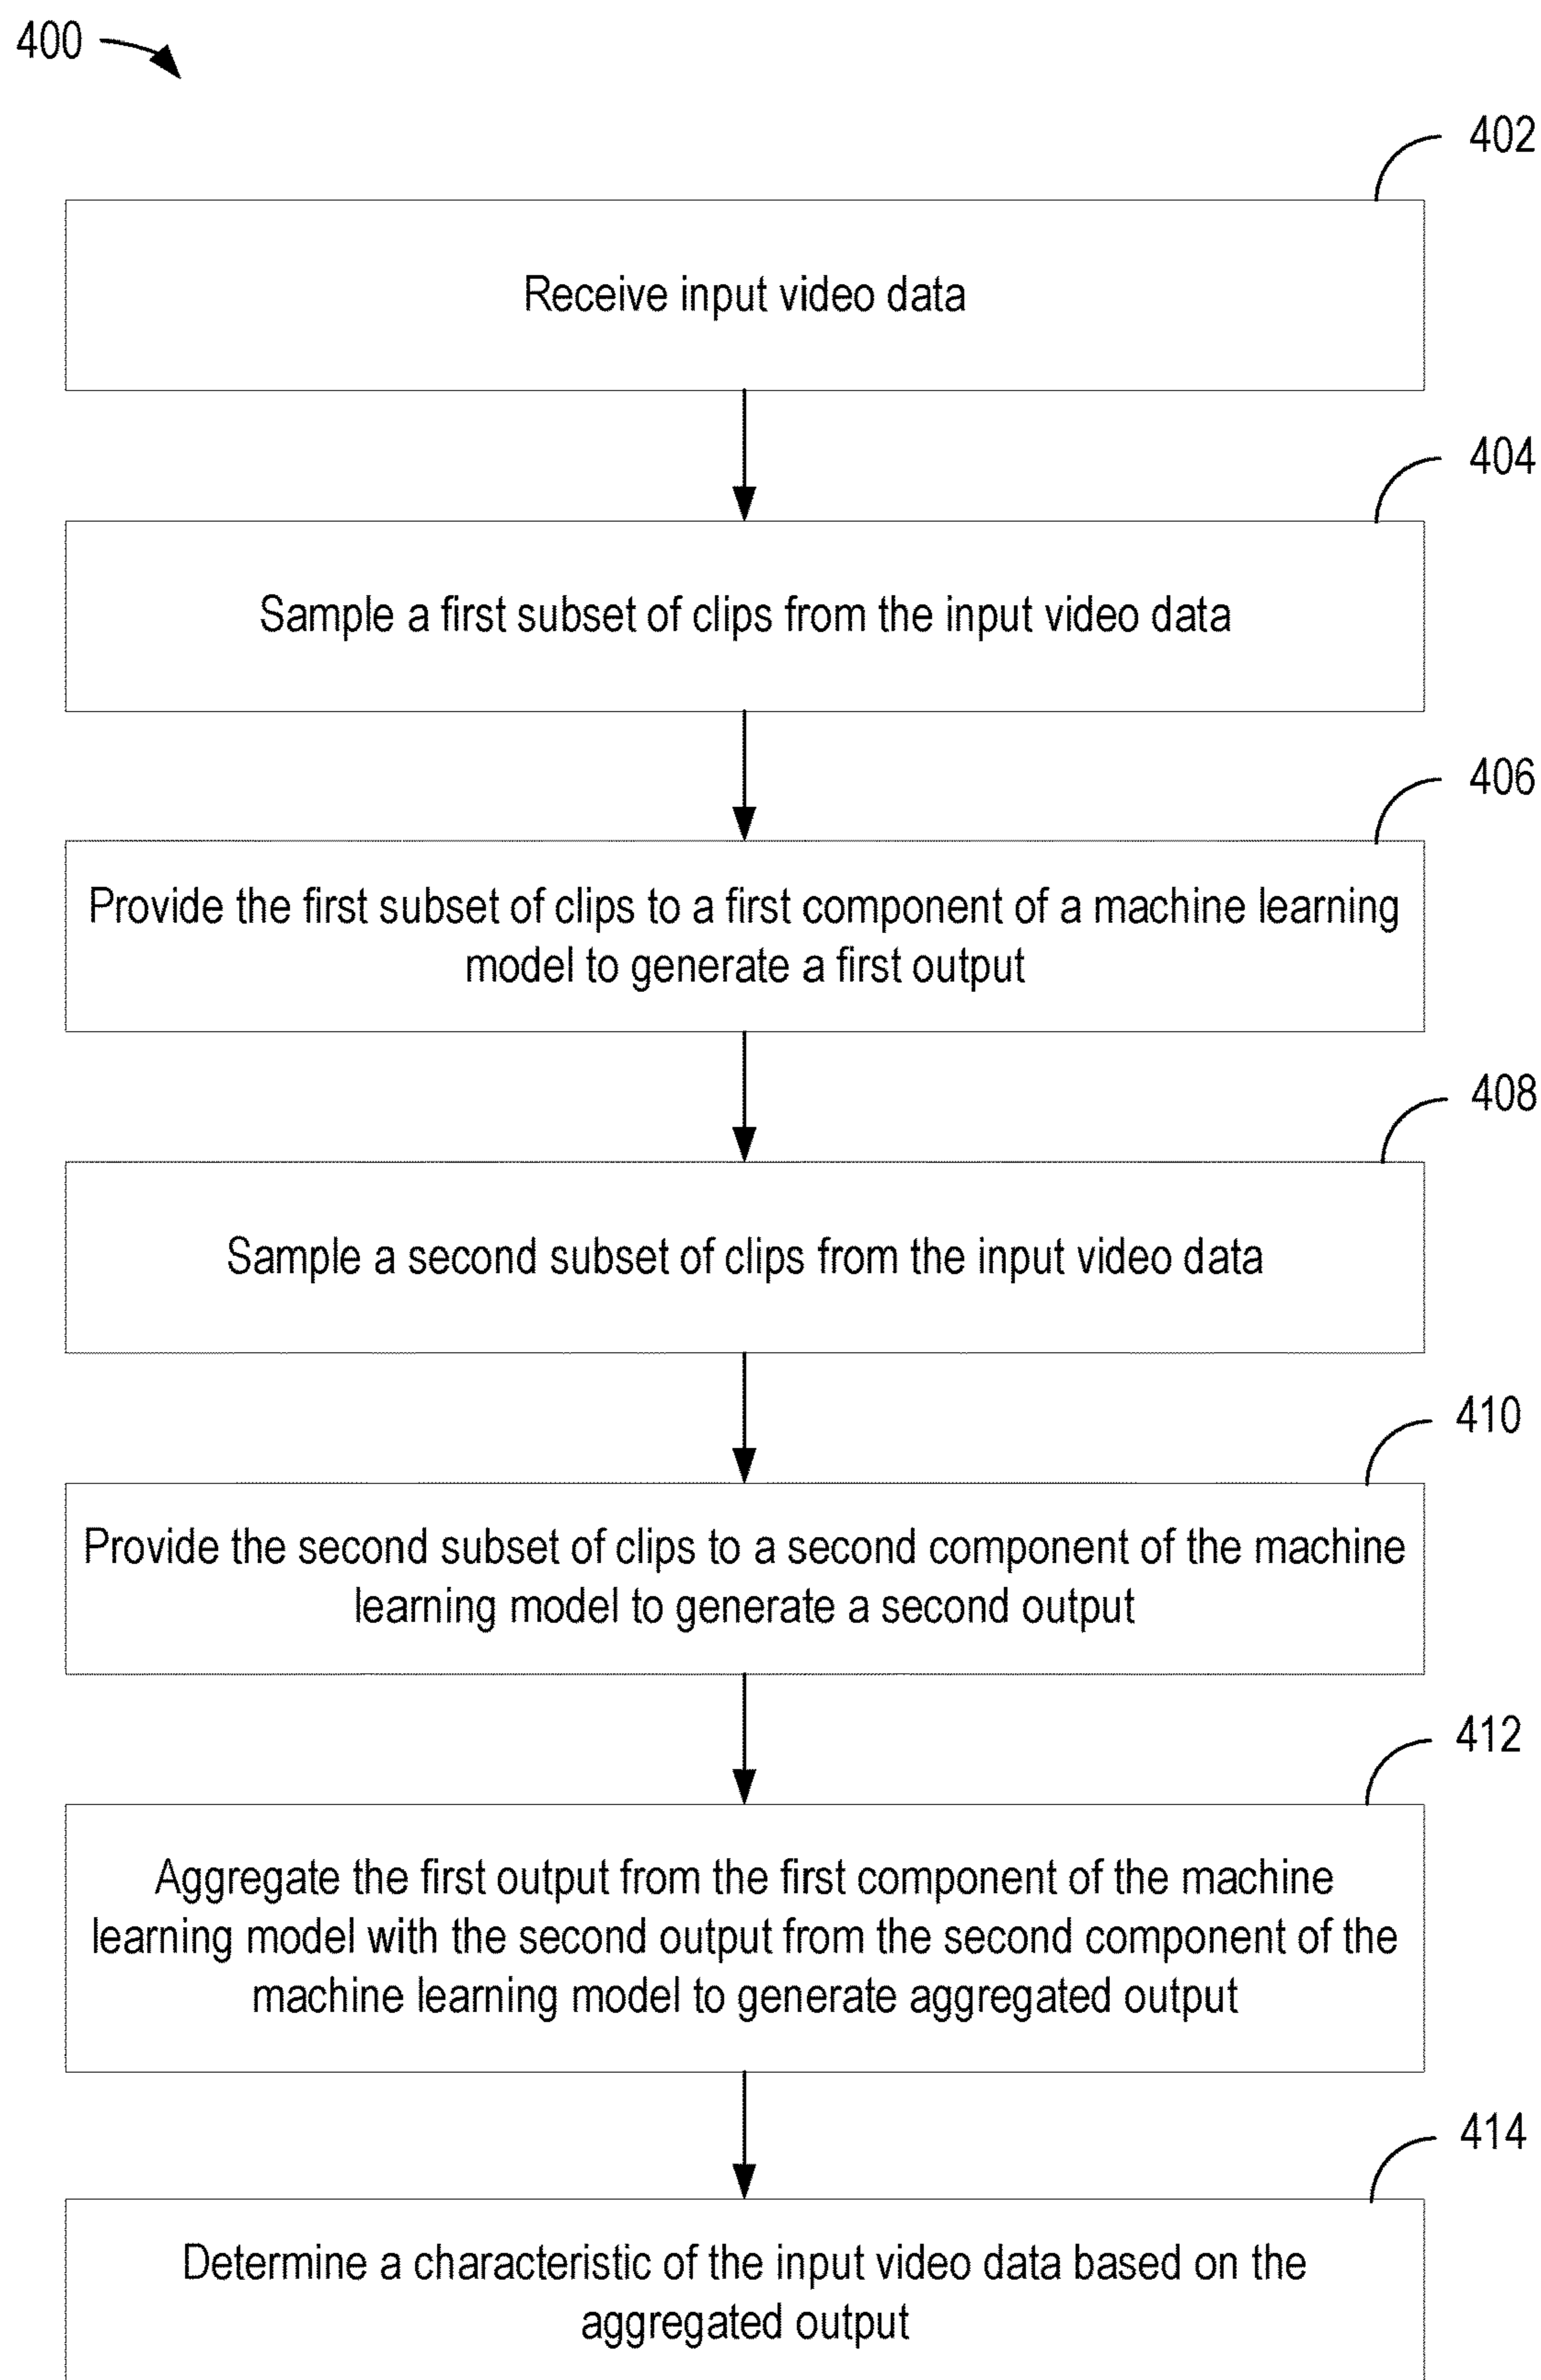 400
402
Receive input video data
404
Sample a first subset of clips from the input video data
406
Provide the first subset of clips to a first component of a machine learning
model to generate a first output
408
Sample a second subset of clips from the input video data
410
Provide the second subset of clips to a second component of the machine
learning model to generate a second output
412
Aggregate the first output from the first component of the machine
learning model with the second output from the second component of the
machine learning model to generate aggregated output
414
Determine a characteristic of the input video data based on the
aggregated output